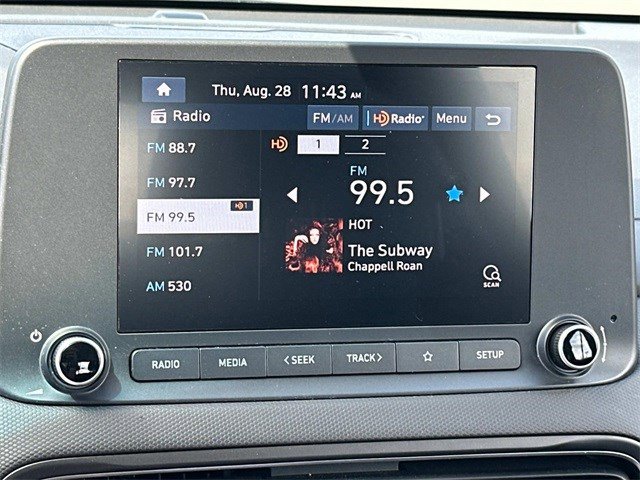 Thu, Aug. 28 11:43 AM
Radio FM/AM HD Radio Menu
FM 88.7
FM 97.7
FM 99.5 HD1
FM 101.7
AM 530
HD 1 2
FM
99.5
HOT
The Subway
Chappell Roan
SCAN
RADIO MEDIA < SEEK TRACK > ☆ SETUP